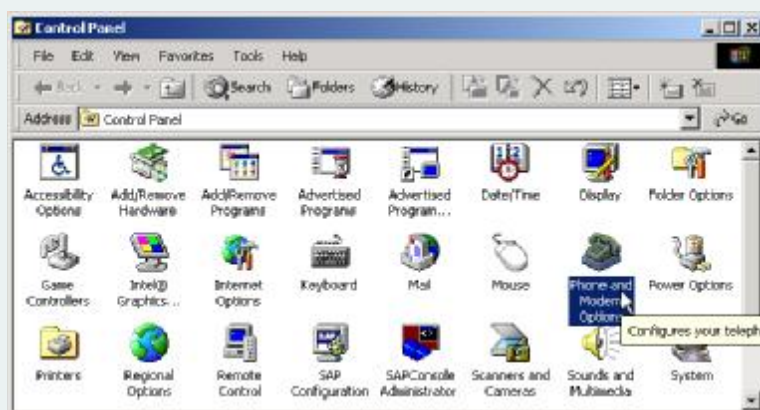 Control Panel
File Edit View Favorites Tools Help
Back Search Folders History
Address Control Panel Go
Accessibility Options
Add/Remove Hardware
Add/Remove Programs
Advertised Programs
Advertised Program...
Date/Time
Display
Folder Options
Game Controllers
Intel® Graphics...
Internet Options
Keyboard
Mail
Mouse
Phone and Modem Options
Power Options
Configures your teleph
Printers
Regional Options
Remote Control
SAP Configuration
SAPConsole Administrator
Scanners and Cameras
Sounds and Multimedia
System